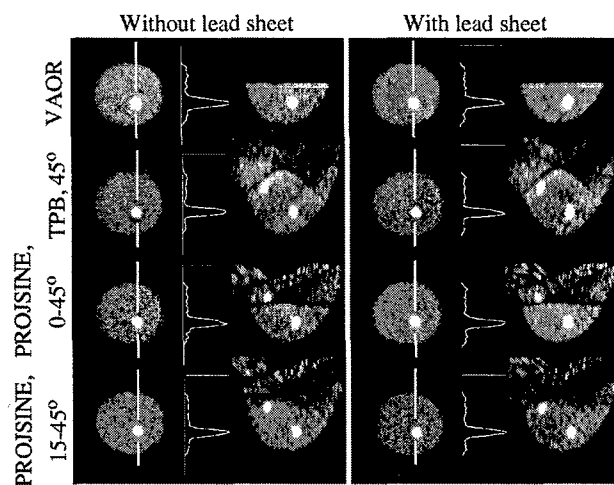 Without lead sheet
With lead sheet
VAOR
TPB, 45°
PROJSINE,
0-45°
PROJSINE,
15-45°